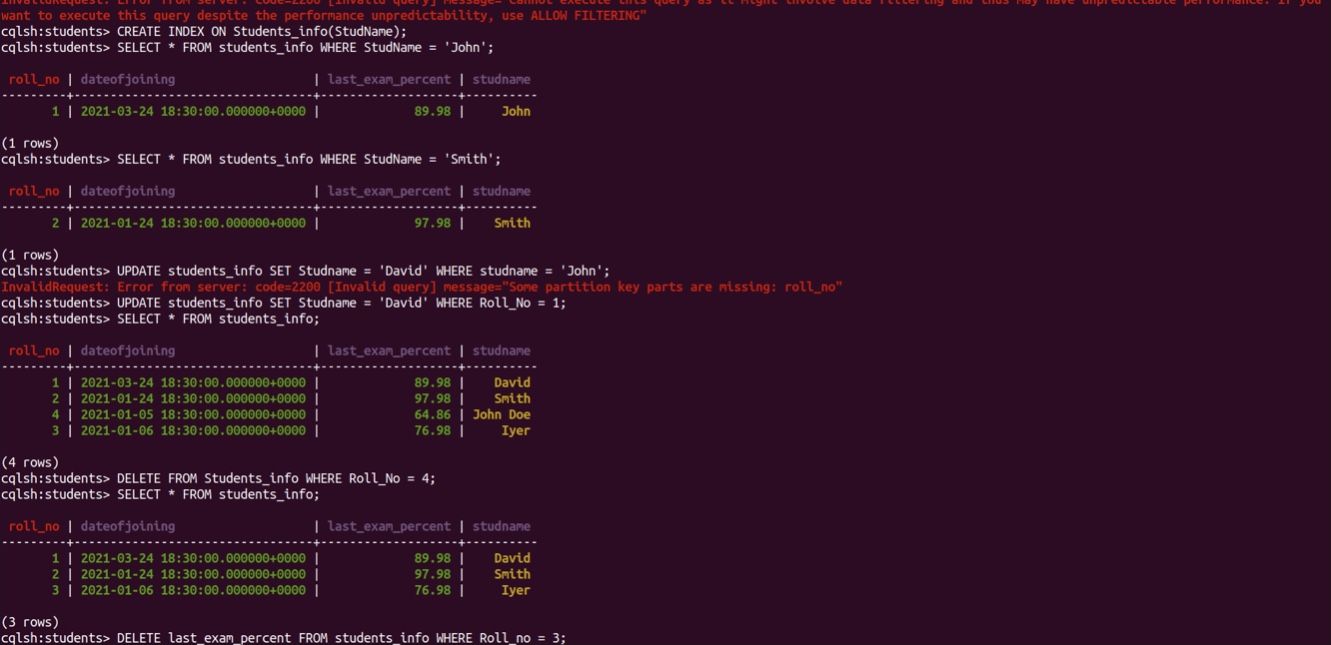 InvalidRequest: Error from server: code=2200 [Invalid query] message="Cannot execute this query as it might involve data filtering and thus may have unpredictable performance. If you
want to execute this query despite the performance unpredictability, use ALLOW FILTERING"
cqlsh:students> CREATE INDEX ON Students_info(StudName);
cqlsh:students> SELECT * FROM students_info WHERE StudName = 'John';
roll_no | dateofjoining | last_exam_percent | studname
---------+---------------------------------+-------------------+----------
1 | 2021-03-24 18:30:00.000000+0000 | 89.98 | John
(1 rows)
cqlsh:students> SELECT * FROM students_info WHERE StudName = 'Smith';
roll_no | dateofjoining | last_exam_percent | studname
---------+---------------------------------+-------------------+----------
2 | 2021-01-24 18:30:00.000000+0000 | 97.98 | Smith
(1 rows)
cqlsh:students> UPDATE students_info SET Studname = 'David' WHERE studname = 'John';
InvalidRequest: Error from server: code=2200 [Invalid query] message="Some partition key parts are missing: roll_no"
cqlsh:students> UPDATE students_info SET Studname = 'David' WHERE Roll_No = 1;
cqlsh:students> SELECT * FROM students_info;
roll_no | dateofjoining | last_exam_percent | studname
---------+---------------------------------+-------------------+----------
1 | 2021-03-24 18:30:00.000000+0000 | 89.98 | David
2 | 2021-01-24 18:30:00.000000+0000 | 97.98 | Smith
4 | 2021-01-05 18:30:00.000000+0000 | 64.86 | John Doe
3 | 2021-01-06 18:30:00.000000+0000 | 76.98 | Iyer
(4 rows)
cqlsh:students> DELETE FROM Students_info WHERE Roll_No = 4;
cqlsh:students> SELECT * FROM students_info;
roll_no | dateofjoining | last_exam_percent | studname
---------+---------------------------------+-------------------+----------
1 | 2021-03-24 18:30:00.000000+0000 | 89.98 | David
2 | 2021-01-24 18:30:00.000000+0000 | 97.98 | Smith
3 | 2021-01-06 18:30:00.000000+0000 | 76.98 | Iyer
(3 rows)
cqlsh:students> DELETE last_exam_percent FROM students_info WHERE Roll_no = 3;